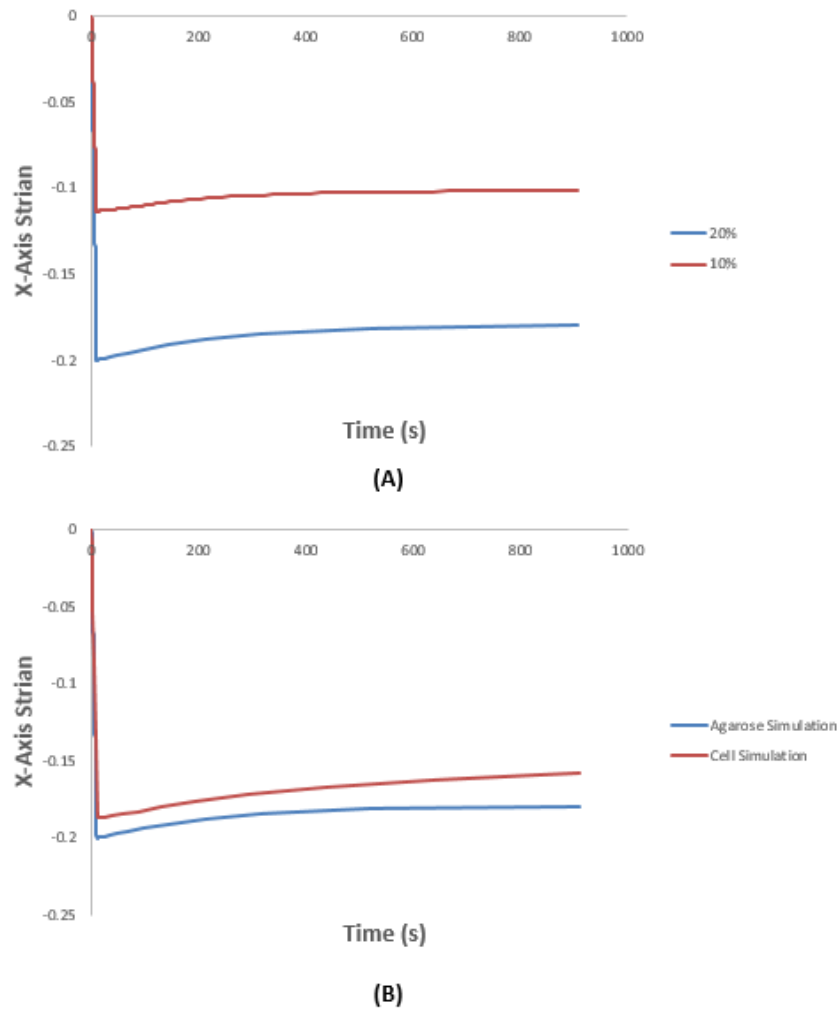 0
0 200 400 600 800 1000
-0.05
-0.1
-0.15
-0.2
-0.25
X-Axis Strian
20%
10%
Time (s)
(A)
0
0 200 400 600 800 1000
-0.05
-0.1
-0.15
-0.2
-0.25
X-Axis Strian
Agarose Simulation
Cell Simulation
Time (s)
(B)